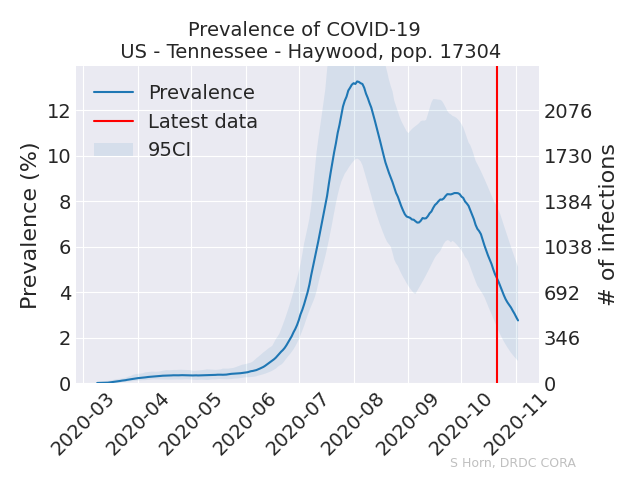 Prevalence of COVID-19
US - Tennessee - Haywood, pop. 17304
Prevalence
Latest data
95CI
Prevalence (%)
12
10
8
6
4
2
0
2076
1730
1384
1038
692
346
0
# of infections
2020-03
2020-04
2020-05
2020-06
2020-07
2020-08
2020-09
2020-10
2020-11
S Horn, DRDC CORA